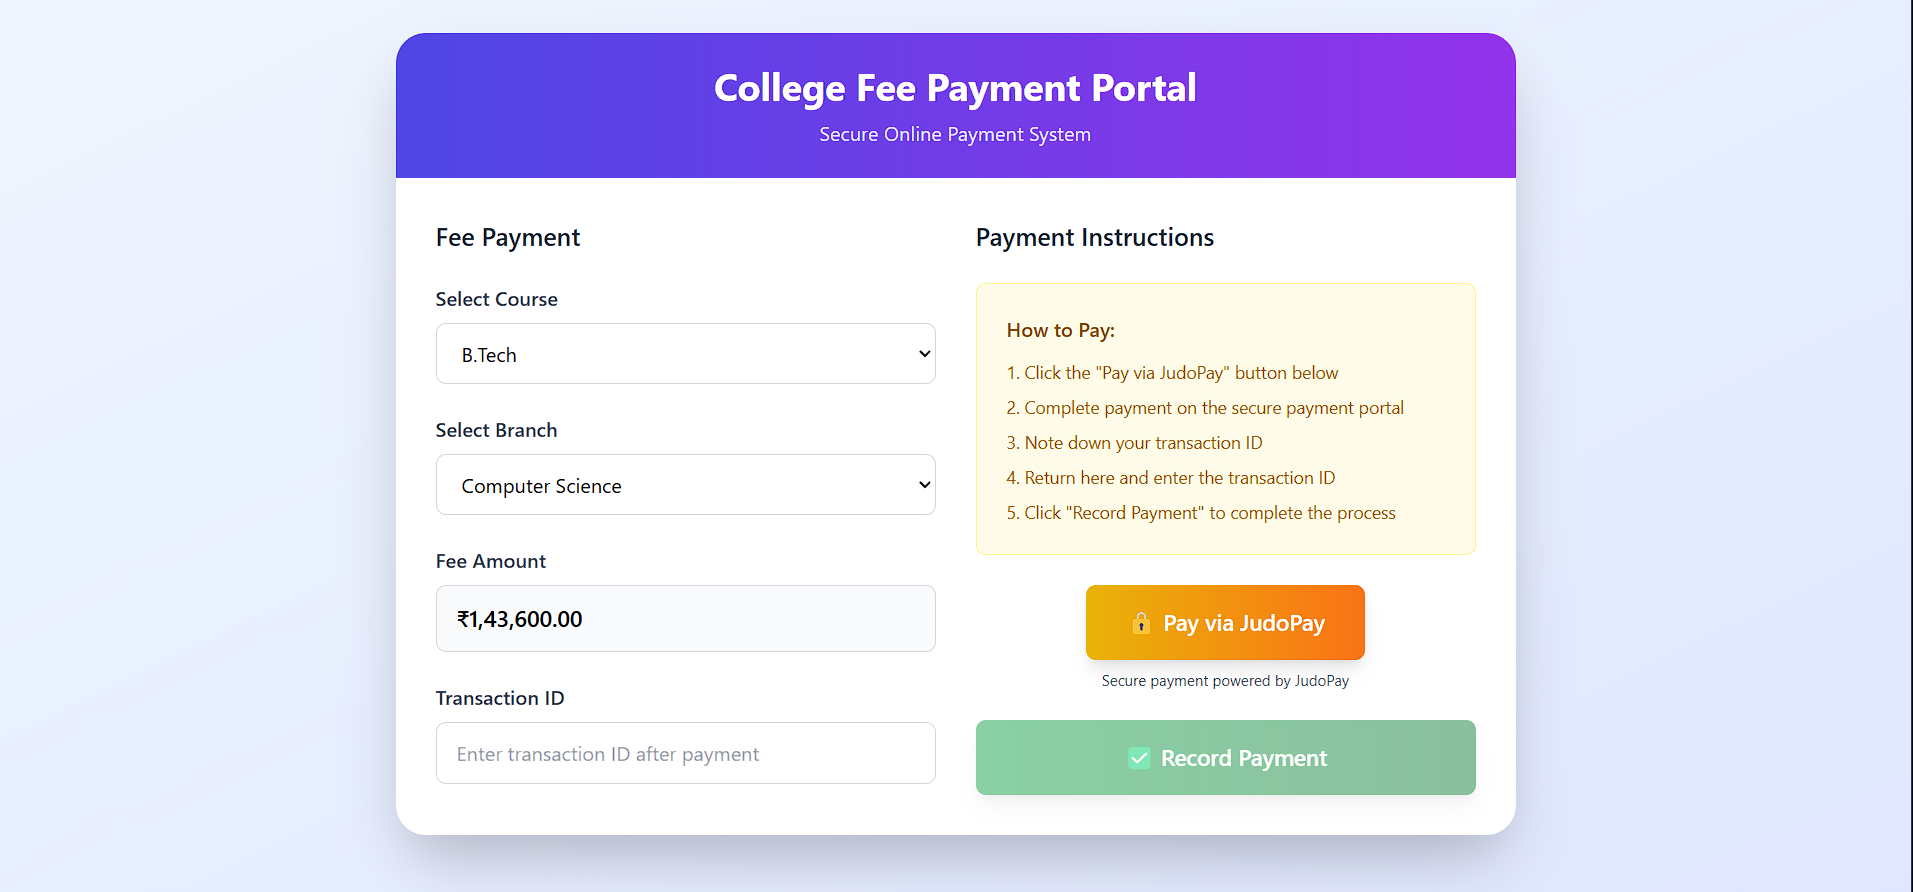 College Fee Payment Portal
Secure Online Payment System
Fee Payment
Select Course
B.Tech
Select Branch
Computer Science
Fee Amount
₹1,43,600.00
Transaction ID
Enter transaction ID after payment
Payment Instructions
How to Pay:
1. Click the "Pay via JudoPay" button below
2. Complete payment on the secure payment portal
3. Note down your transaction ID
4. Return here and enter the transaction ID
5. Click "Record Payment" to complete the process
Pay via JudoPay
Secure payment powered by JudoPay
Record Payment